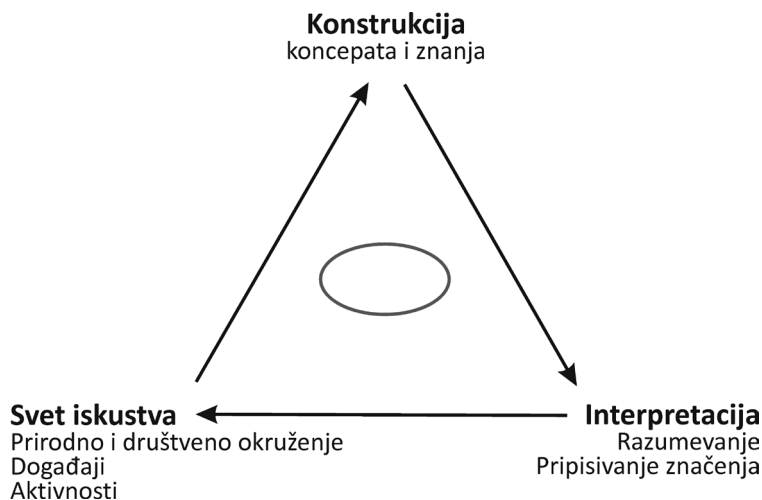 Konstrukcija
koncepata i znanja
Svet iskustva
Prirodno i društveno okruženje
Događaji
Aktivnosti
Interpretacija
Razumevanje
Pripisivanje značenja